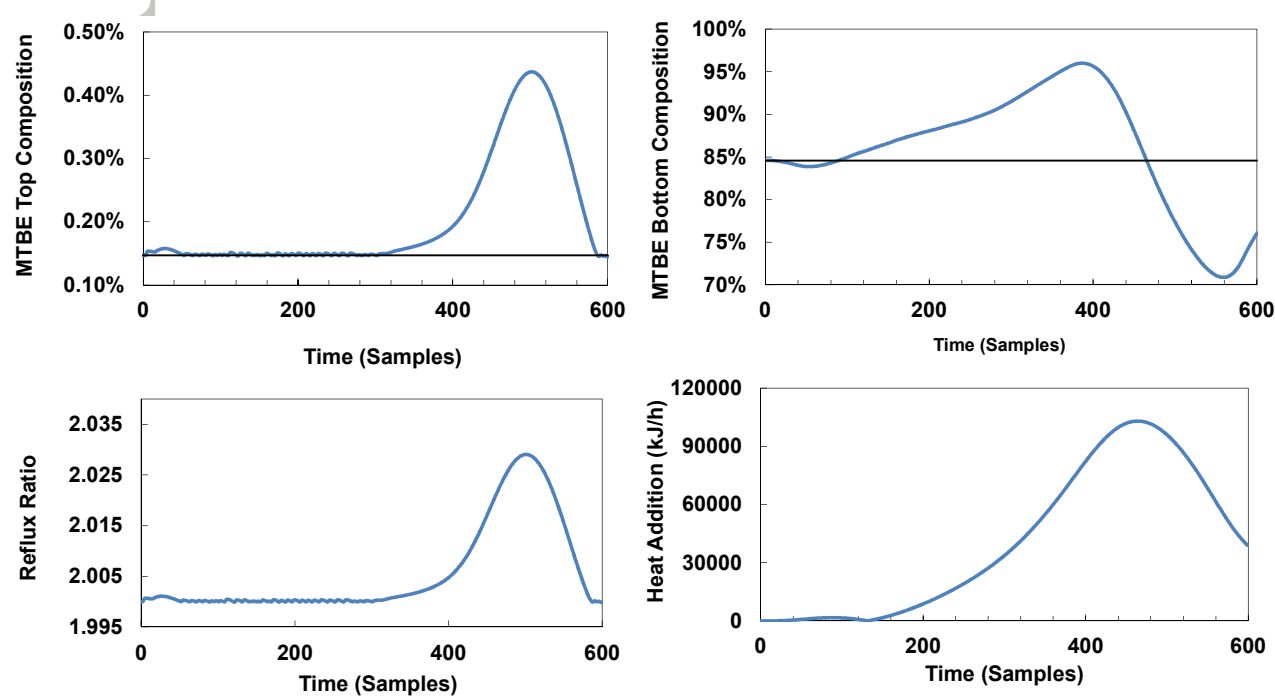 MTBE Top Composition
0.50%
0.40%
0.30%
0.20%
0.10%
0 200 400 600
Time (Samples)
MTBE Bottom Composition
100%
95%
90%
85%
80%
75%
70%
0 200 400 600
Time (Samples)
Reflux Ratio
2.035
2.025
2.015
2.005
1.995
0 200 400 600
Time (Samples)
Heat Addition (kJ/h)
120000
90000
60000
30000
0
0 200 400 600
Time (Samples)